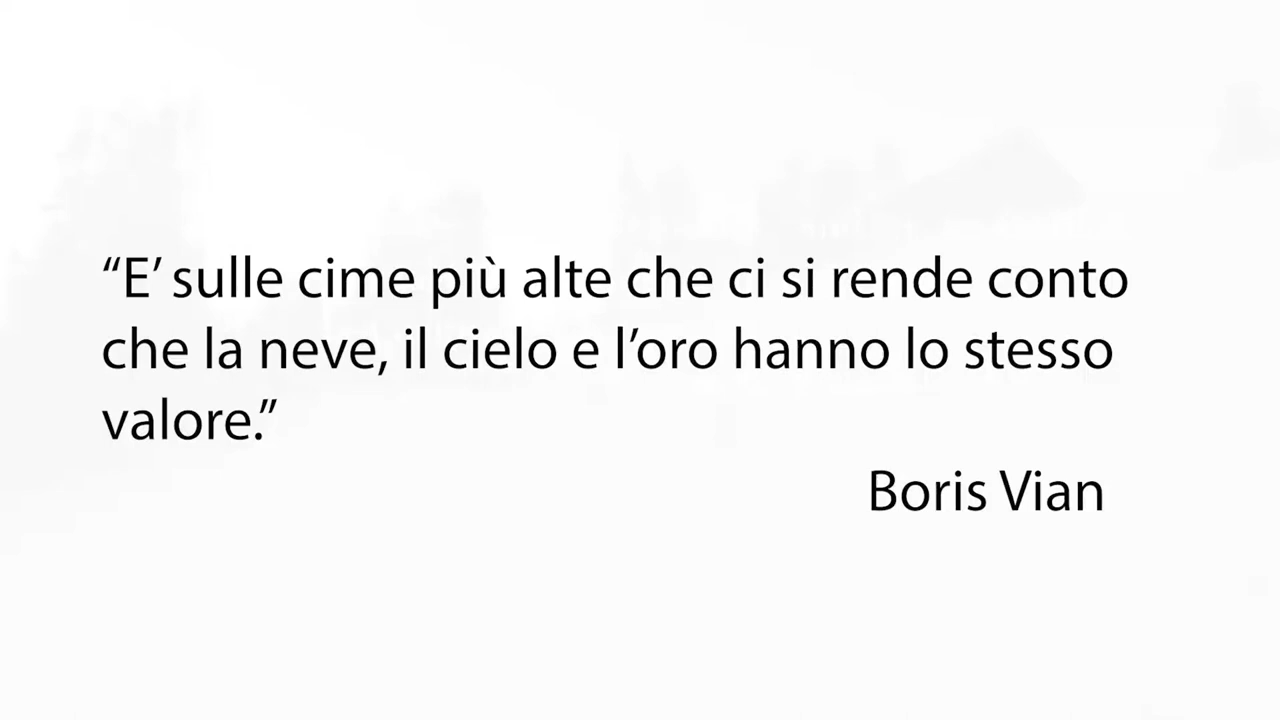 “E’ sulle cime più alte che ci si rende conto
che la neve, il cielo e l’oro hanno lo stesso
valore.”
Boris Vian